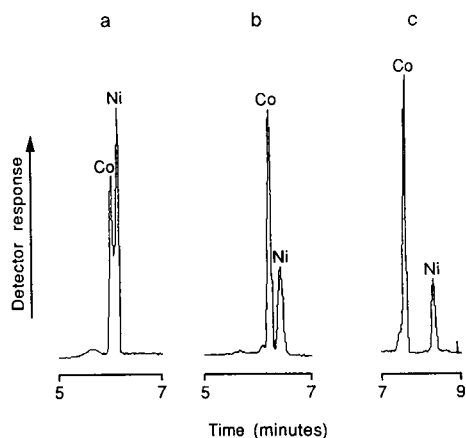 a b c
Co
Ni
Co
Ni
Co
Ni
Detector response
5 7 5 7 7 9
Time (minutes)